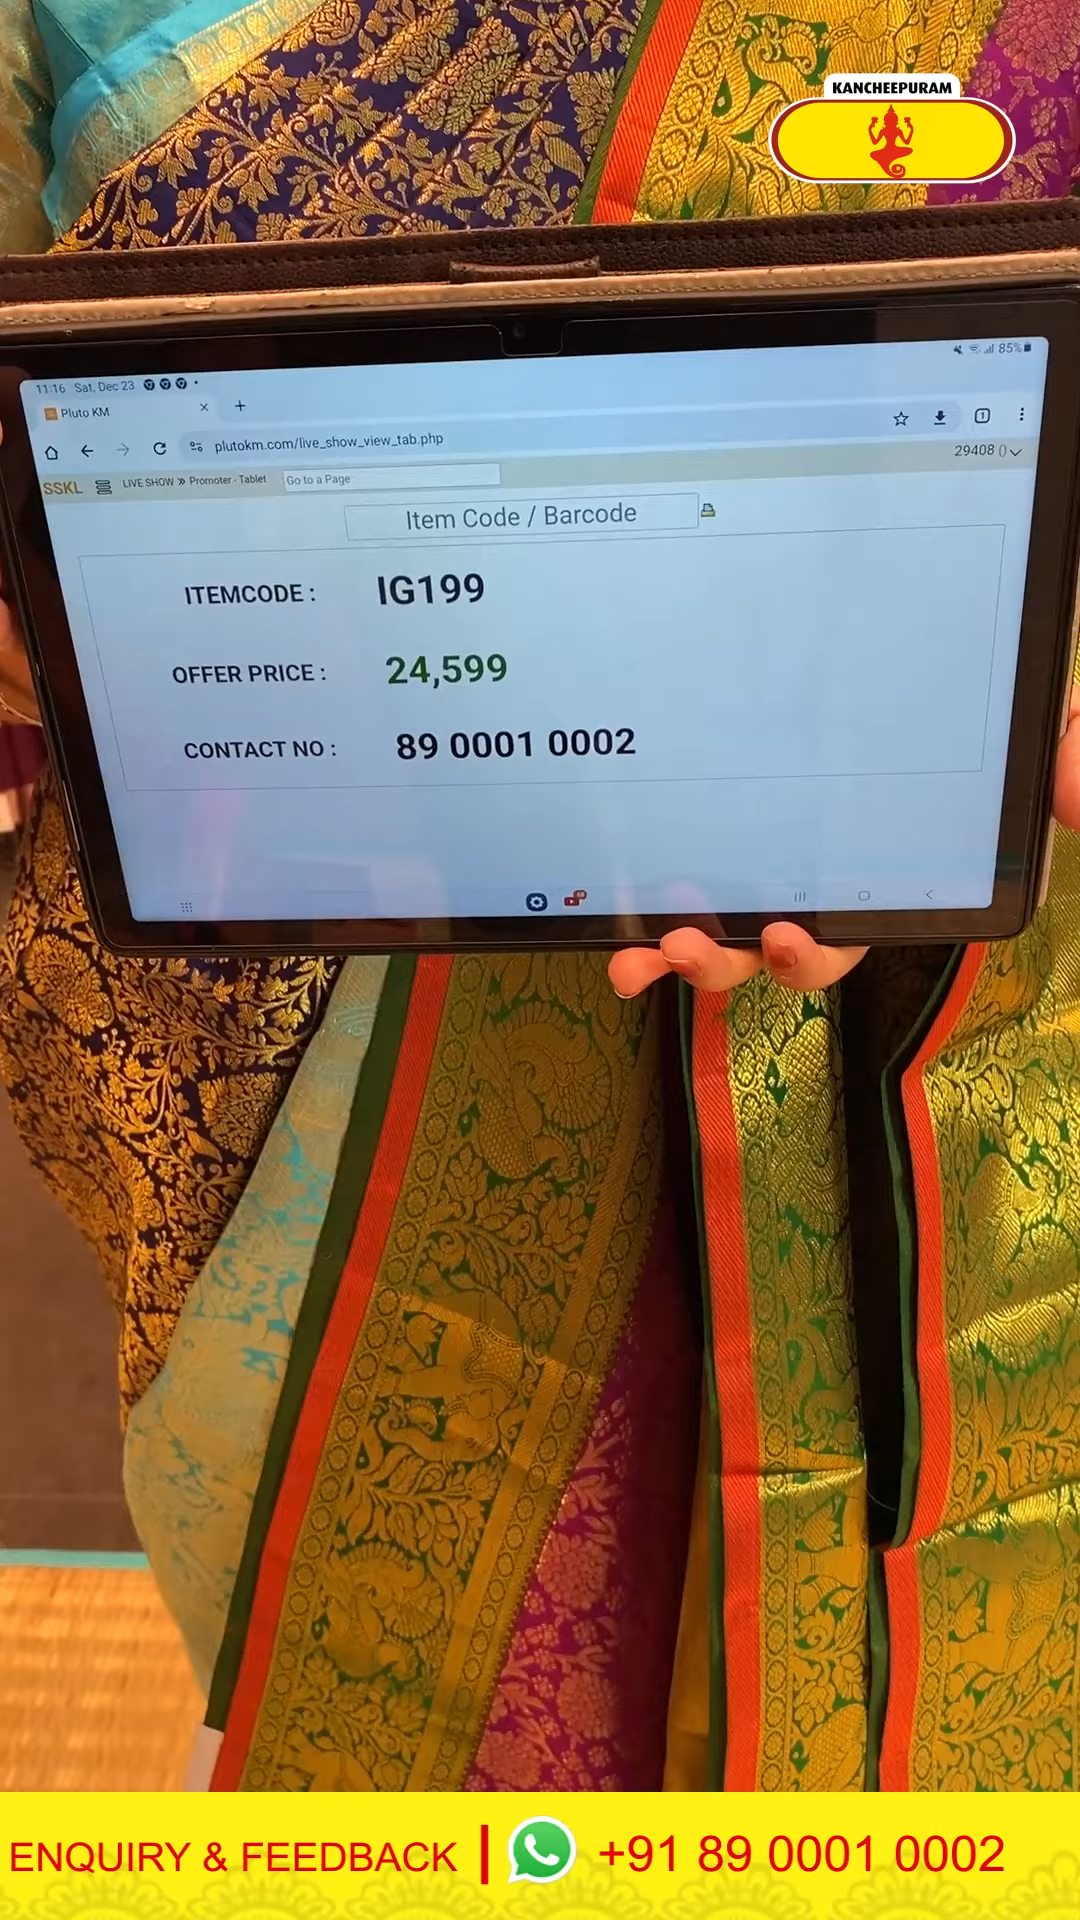 KANCHEEPURAM
11:16 Sat, Dec 23
85%
Pluto KM
plutokm.com/live_show_view_tab.php
29408 ()
SSKL
LIVE SHOW » Promoter - Tablet
Go to a Page
Item Code / Barcode
ITEMCODE : IG199
OFFER PRICE : 24,599
CONTACT NO : 89 0001 0002
ENQUIRY & FEEDBACK | +91 89 0001 0002